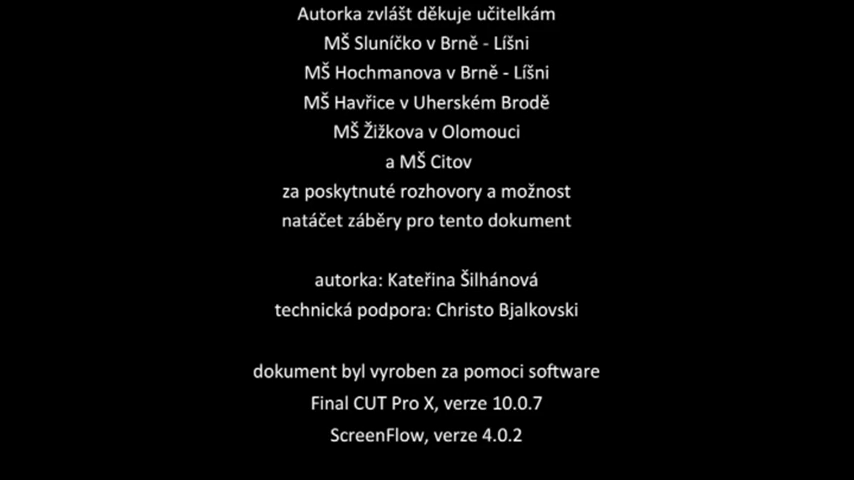 Autorka zvlášt děkuje učitelkám
MŠ Sluníčko v Brně - Líšni
MŠ Hochmanova v Brně - Líšni
MŠ Havřice v Uherském Brodě
MŠ Žižkova v Olomouci
a MŠ Citov
za poskytnuté rozhovory a možnost
natáčet záběry pro tento dokument
autorka: Kateřina Šilhánová
technická podpora: Christo Bjalkovski
dokument byl vyroben za pomoci software
Final CUT Pro X, verze 10.0.7
ScreenFlow, verze 4.0.2